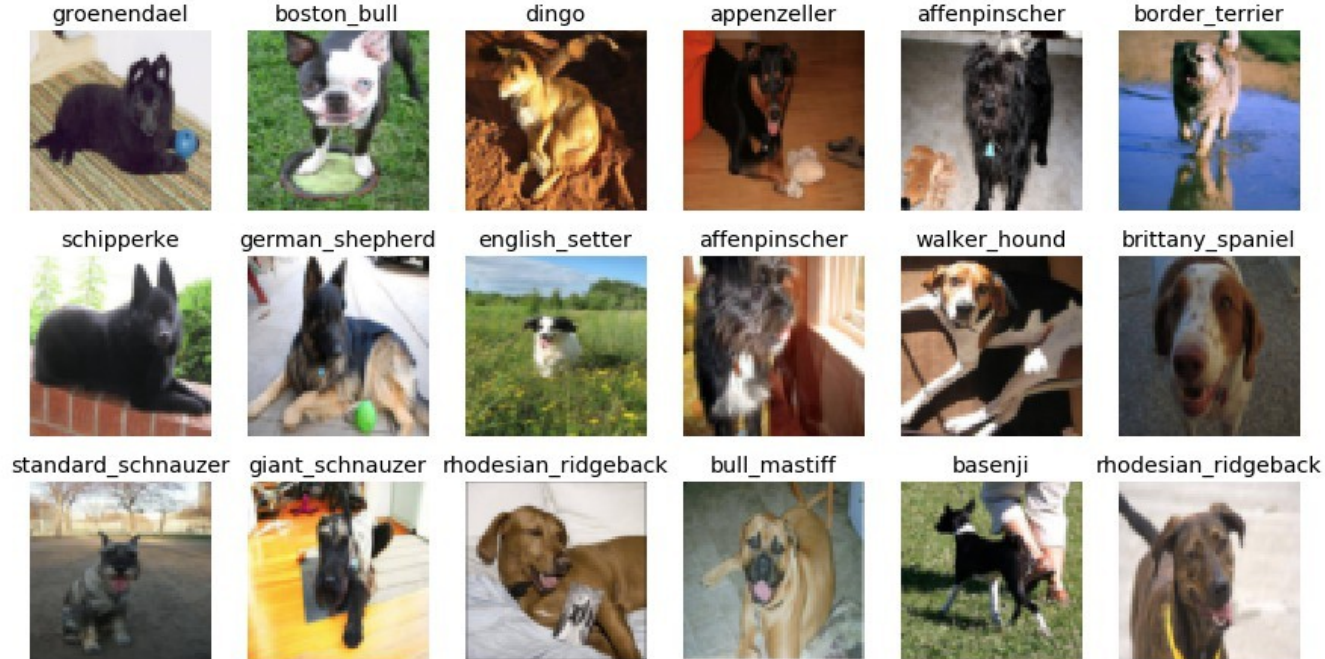 groenendael boston_bull dingo appenzeller affenpinscher border_terrier
schipperke german_shepherd english_setter affenpinscher walker_hound brittany_spaniel
standard_schnauzer giant_schnauzer rhodesian_ridgeback bull_mastiff basenji rhodesian_ridgeback